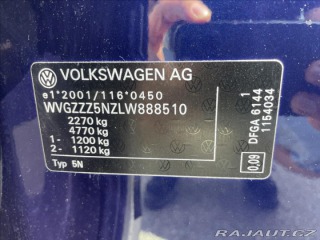 VOLKSWAGEN AG
e1*2001/116*0450
WVGZZZ5NZLW888510
2270 kg
4770 kg
1- 1200 kg
2- 1120 kg
Typ 5N
DFGA 6144
1154034
1
0,09
RAJAUT.CZ